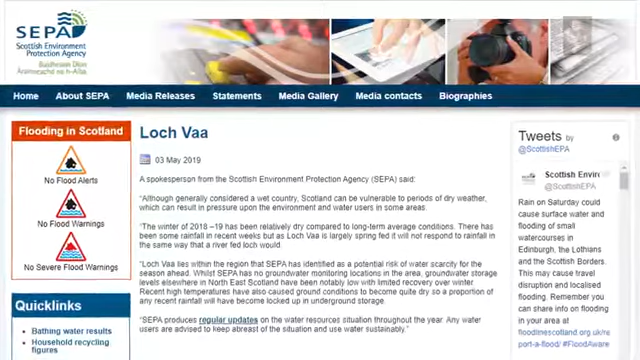 SEPA
Scottish Environment
Protection Agency
Buidheann Dìon
Àrainneachd na h-Alba
Home About SEPA Media Releases Statements Media Gallery Media contacts Biographies
Flooding in Scotland
No Flood Alerts
No Flood Warnings
No Severe Flood Warnings
Quicklinks
Bathing water results
Household recycling
figures
Loch Vaa
03 May 2019
A spokesperson from the Scottish Environment Protection Agency (SEPA) said:
“Although generally considered a wet country, Scotland can be vulnerable to periods of dry weather,
which can result in pressure upon the environment and water users in some areas.
“The winter of 2018 –19 has been relatively dry compared to long-term average conditions. There has
been some rainfall in recent weeks but as Loch Vaa is largely spring fed it will not respond to rainfall in
the same way that a river fed loch would.
“Loch Vaa lies within the region that SEPA has identified as a potential risk of water scarcity for the
season ahead. Whilst SEPA has no groundwater monitoring locations in the area, groundwater storage
levels elsewhere in North East Scotland have been notably low with limited recover over winter.
Recent high temperatures have also caused ground conditions to become quite dry so a proportion of
any recent rainfall will have become locked up in underground storage.
“SEPA produces regular updates on the water resources situation throughout the year. Any water
users are advised to keep abreast of the situation and use water sustainably.”
Tweets by
@ScottishEPA
Scottish Enviro
@ScottishEPA
Rain on Saturday could
cause surface water and
flooding of small
watercourses in
Edinburgh, the Lothians
and the Scottish Borders.
This may cause travel
disruption and localised
flooding. Remember you
can share info on flooding
in your area at
floodlinescotland.org.uk/re
port-a-flood/ #FloodAware